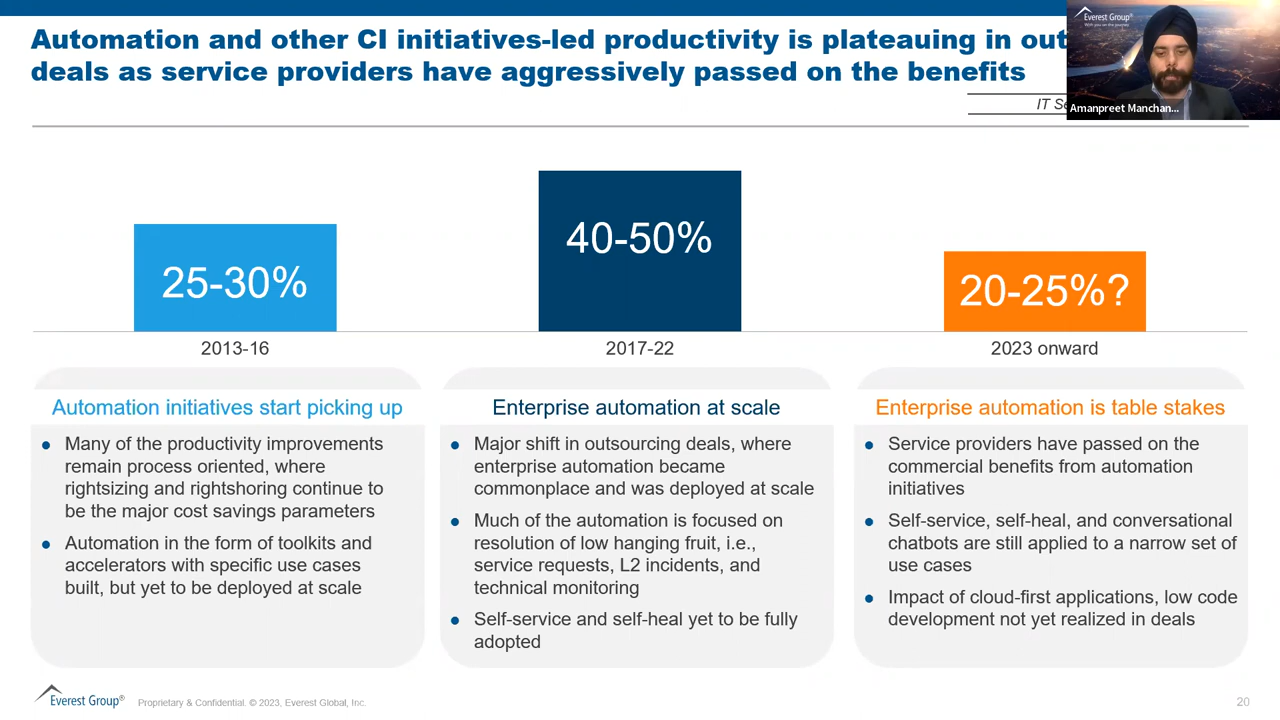 Automation and other CI initiatives-led productivity is plateauing in
deals as service providers have aggressively passed on the benefits
IT
Everest Group®
With you on the journey
Amanpreet Manchan...
25-30%
40-50%
20-25%?
2013-16
2017-22
2023 onward
Automation initiatives start picking up
● Many of the productivity improvements
remain process oriented, where
rightsizing and rightshoring continue to
be the major cost savings parameters
● Automation in the form of toolkits and
accelerators with specific use cases
built, but yet to be deployed at scale
Enterprise automation at scale
● Major shift in outsourcing deals, where
enterprise automation became
commonplace and was deployed at scale
● Much of the automation is focused on
resolution of low hanging fruit, i.e.,
service requests, L2 incidents, and
technical monitoring
● Self-service and self-heal yet to be fully
adopted
Enterprise automation is table stakes
● Service providers have passed on the
commercial benefits from automation
initiatives
● Self-service, self-heal, and conversational
chatbots are still applied to a narrow set of
use cases
● Impact of cloud-first applications, low code
development not yet realized in deals
Everest Group®
Proprietary & Confidential. © 2023, Everest Global, Inc.
20